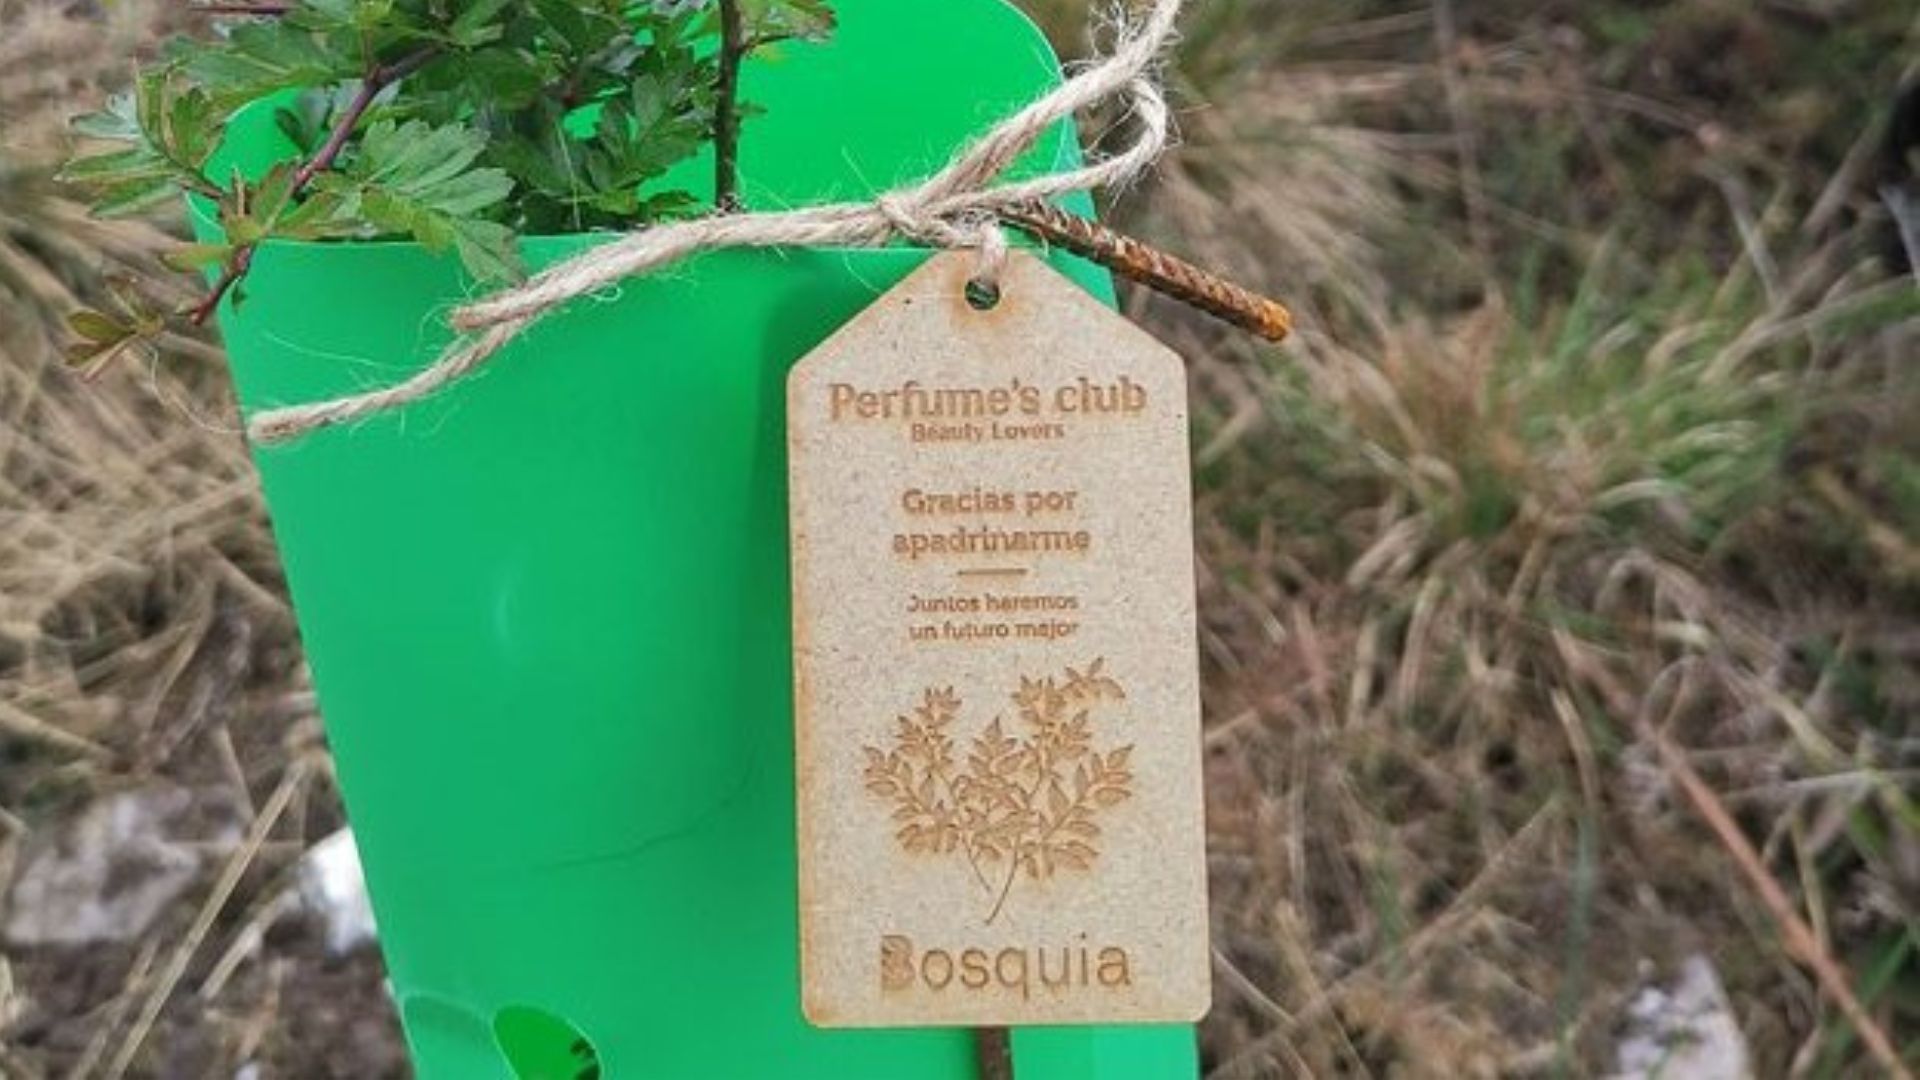 Perfume's club
Beauty Lovers
Gracias por
apadrinarme
Juntos haremos
un futuro mejor
Bosquia